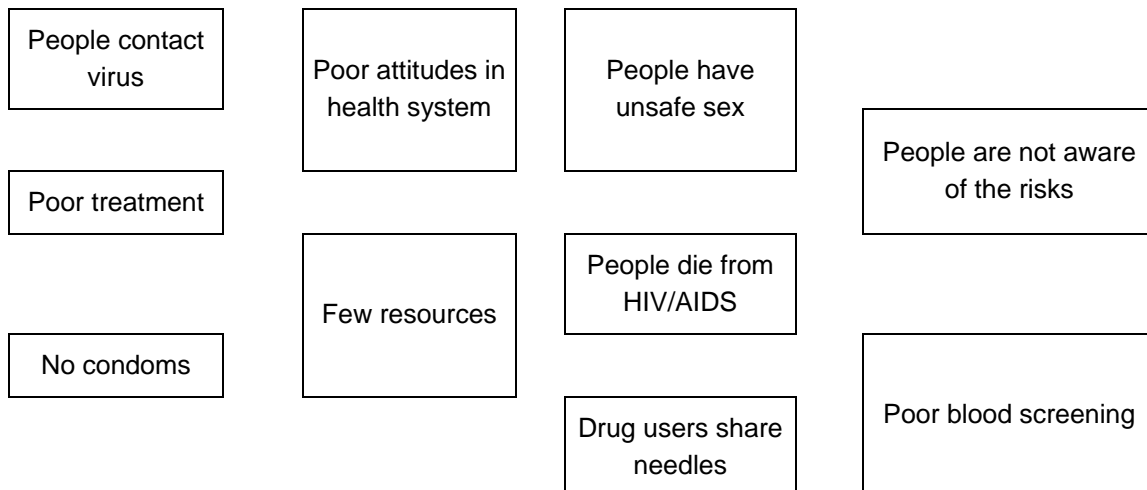 People contact
virus
Poor treatment
No condoms
Poor attitudes in
health system
Few resources
People have
unsafe sex
People die from
HIV/AIDS
Drug users share
needles
People are not aware
of the risks
Poor blood screening